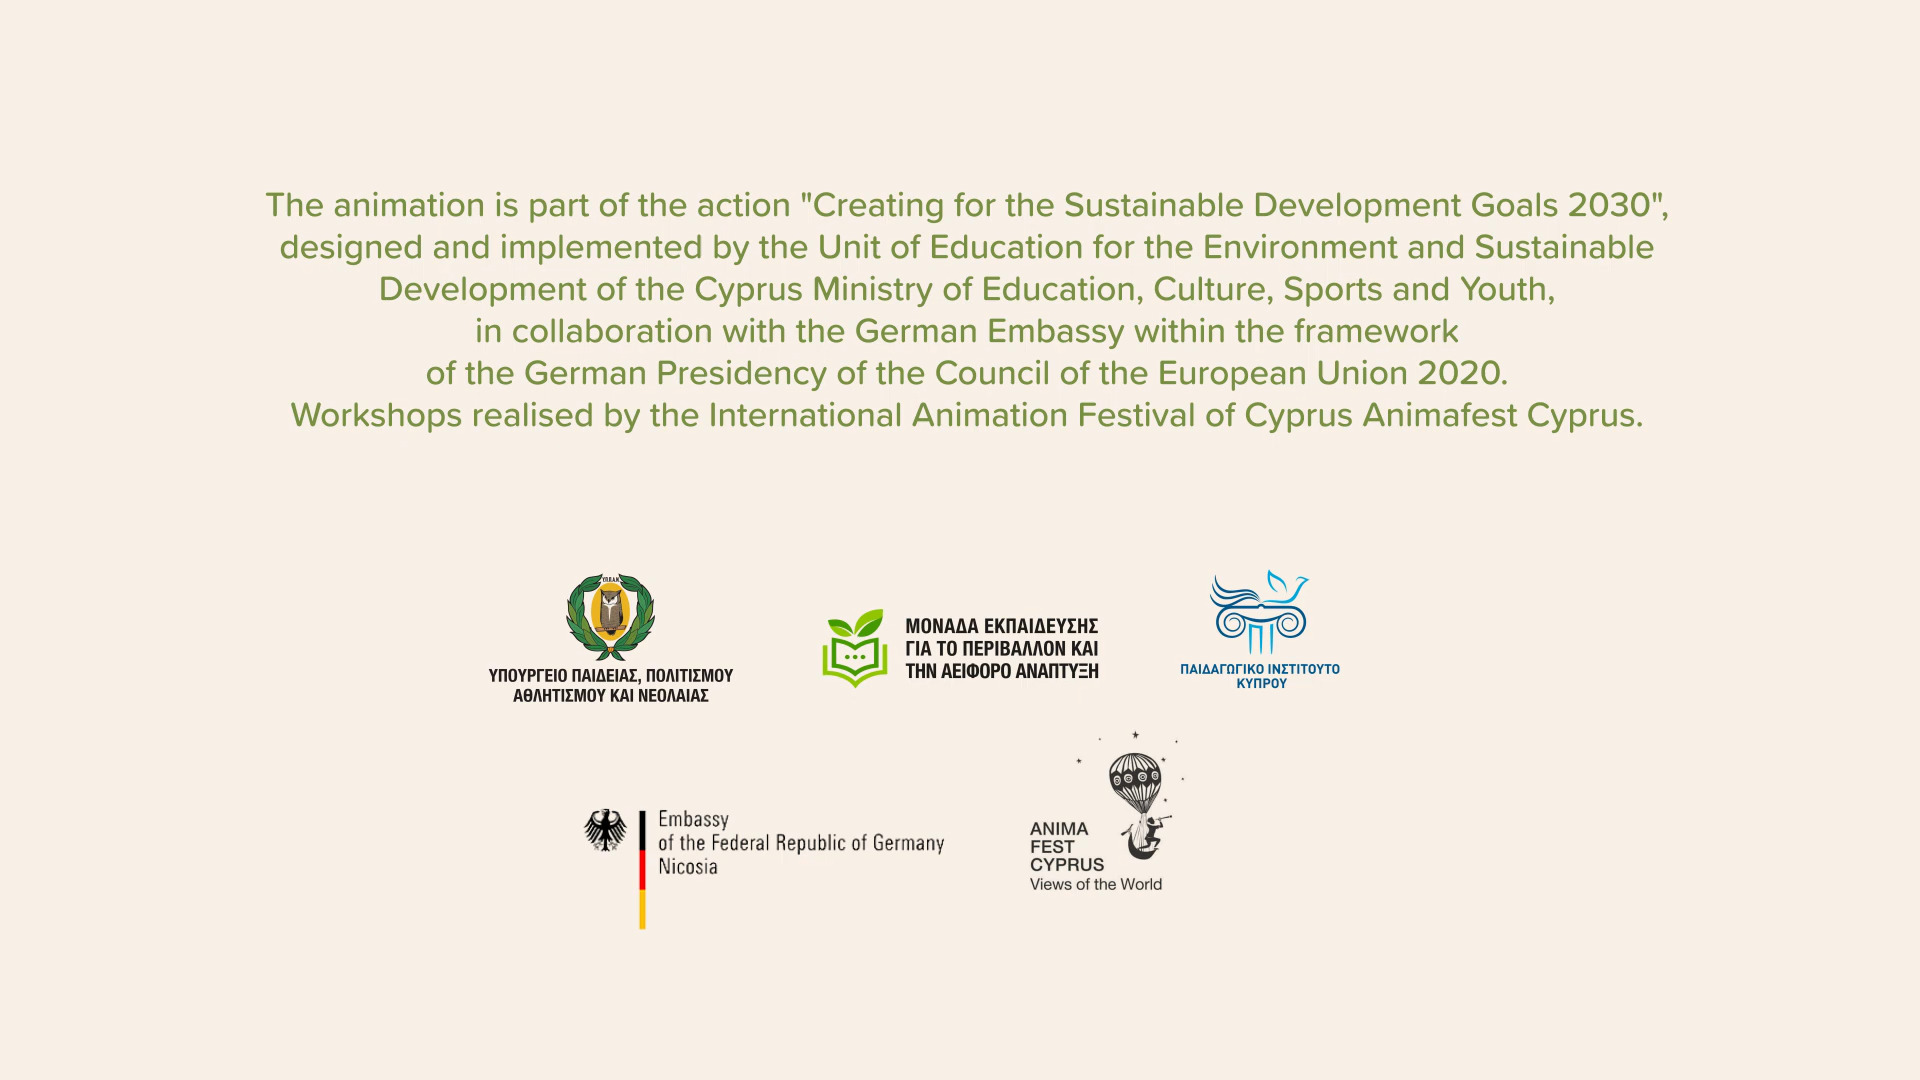 The animation is part of the action "Creating for the Sustainable Development Goals 2030",
designed and implemented by the Unit of Education for the Environment and Sustainable
Development of the Cyprus Ministry of Education, Culture, Sports and Youth,
in collaboration with the German Embassy within the framework
of the German Presidency of the Council of the European Union 2020.
Workshops realised by the International Animation Festival of Cyprus Animafest Cyprus.
ΥΠΟΥΡΓΕΙΟ ΠΑΙΔΕΙΑΣ, ΠΟΛΙΤΙΣΜΟΥ
ΑΘΛΗΤΙΣΜΟΥ ΚΑΙ ΝΕΟΛΑΙΑΣ
ΜΟΝΑΔΑ ΕΚΠΑΙΔΕΥΣΗΣ
ΓΙΑ ΤΟ ΠΕΡΙΒΑΛΛΟΝ ΚΑΙ
ΤΗΝ ΑΕΙΦΟΡΟ ΑΝΑΠΤΥΞΗ
ΠΑΙΔΑΓΩΓΙΚΟ ΙΝΣΤΙΤΟΥΤΟ
ΚΥΠΡΟΥ
Embassy
of the Federal Republic of Germany
Nicosia
ANIMA
FEST
CYPRUS
Views of the World